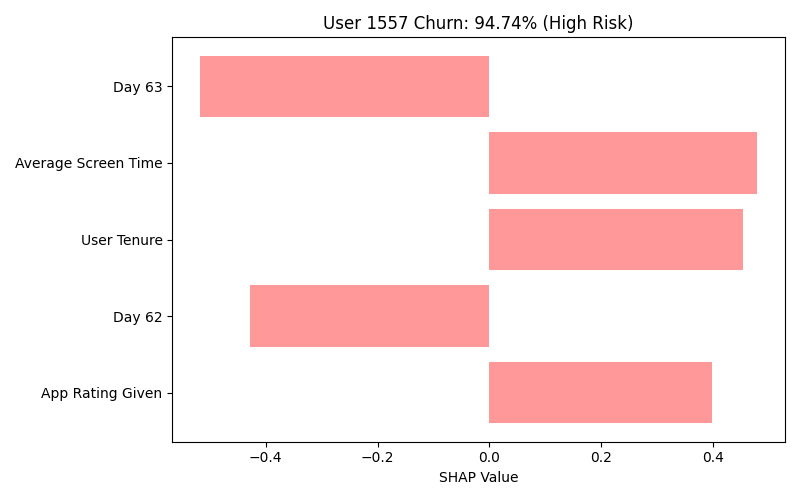 User 1557 Churn: 94.74% (High Risk)
Day 63
Average Screen Time
User Tenure
Day 62
App Rating Given
−0.4
−0.2
0.0
0.2
0.4
SHAP Value